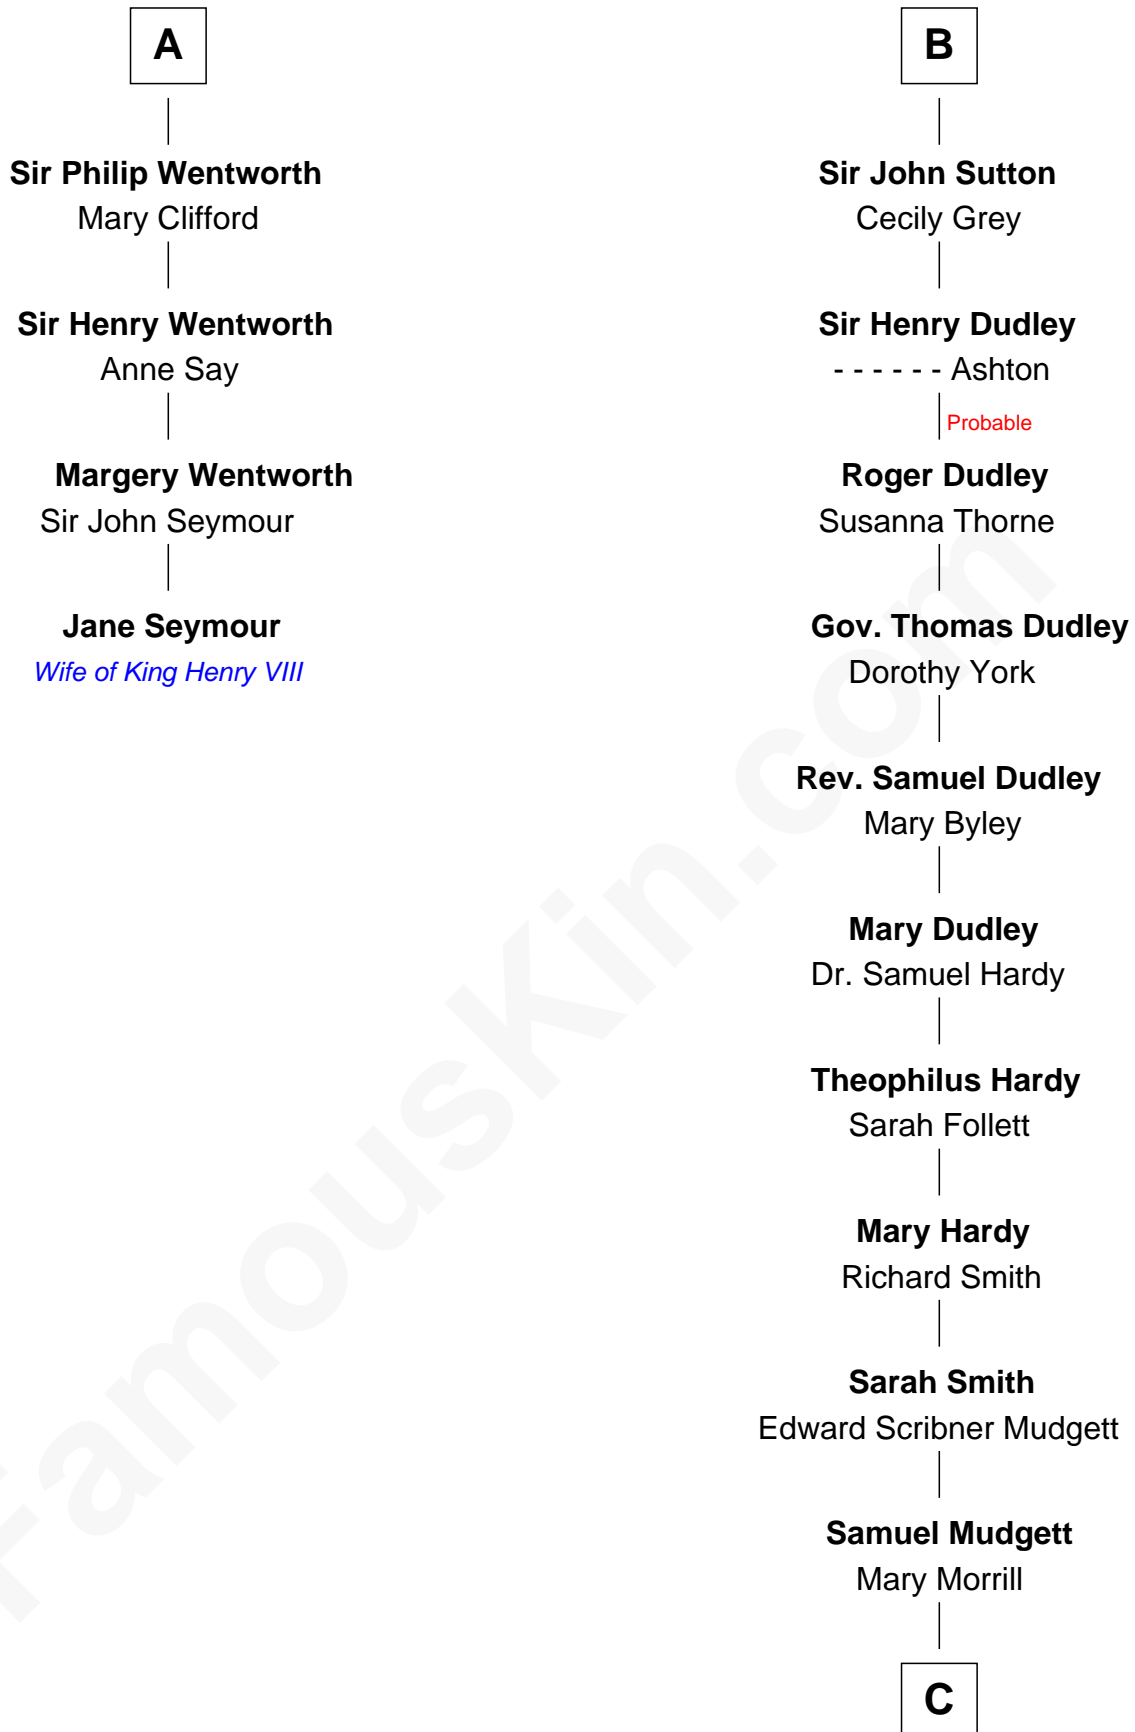 A
Sir Philip Wentworth
Mary Clifford
Sir Henry Wentworth
Anne Say
Margery Wentworth
Sir John Seymour
Jane Seymour
Wife of King Henry VIII
B
Sir John Sutton
Cecily Grey
Sir Henry Dudley
- - - - - - Ashton
Probable
Roger Dudley
Susanna Thorne
Gov. Thomas Dudley
Dorothy York
Rev. Samuel Dudley
Mary Byley
Mary Dudley
Dr. Samuel Hardy
Theophilus Hardy
Sarah Follett
Mary Hardy
Richard Smith
Sarah Smith
Edward Scribner Mudgett
Samuel Mudgett
Mary Morrill
C
FamousKin.com